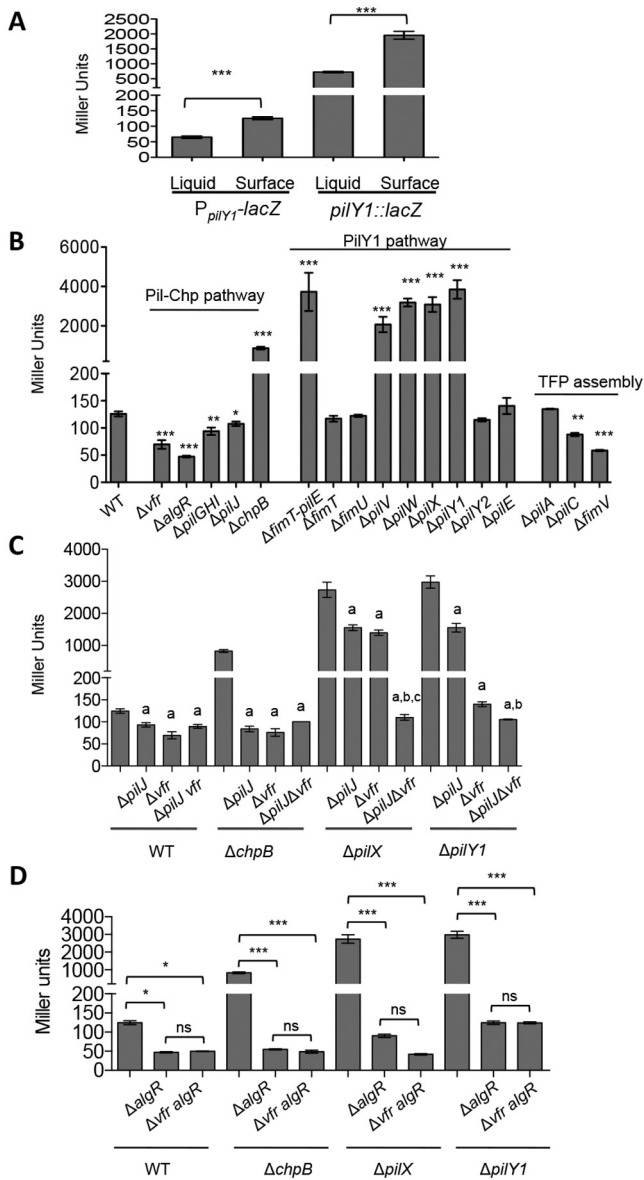 A
Miller Units
2500
2000
1500
1000
500
200
150
100
50
0
***
***
Liquid Surface Liquid Surface
PpilY1-lacZ pilY1::lacZ
B
Miller Units
6000
4000
2000
200
150
100
50
0
PilY1 pathway
Pil-Chp pathway
TFP assembly
*** *** ** * *** *** *** *** *** *** ** ***
WT Δvfr ΔalgR ΔpilGHI ΔpilJ ΔchpB ΔfimT-pilE ΔfimT ΔfimU ΔpilV ΔpilW ΔpilX ΔpilY1 ΔpilY2 ΔpilE ΔpilA ΔpilC ΔfimV
C
Miller Units
4000
3000
2000
1000
200
150
100
50
0
a a a a a a a a a,b,c a a a,b
ΔpilJ Δvfr ΔpilJ vfr ΔpilJ Δvfr ΔpilJΔvfr ΔpilJ Δvfr ΔpilJΔvfr ΔpilJ Δvfr ΔpilJΔvfr
WT ΔchpB ΔpilX ΔpilY1
D
Miller units
4000
3000
2000
1000
200
150
100
50
0
* * ns
*** *** ns
*** *** ns
*** *** ns
ΔalgR Δvfr algR ΔalgR Δvfr algR ΔalgR Δvfr algR ΔalgR Δvfr algR
WT ΔchpB ΔpilX ΔpilY1